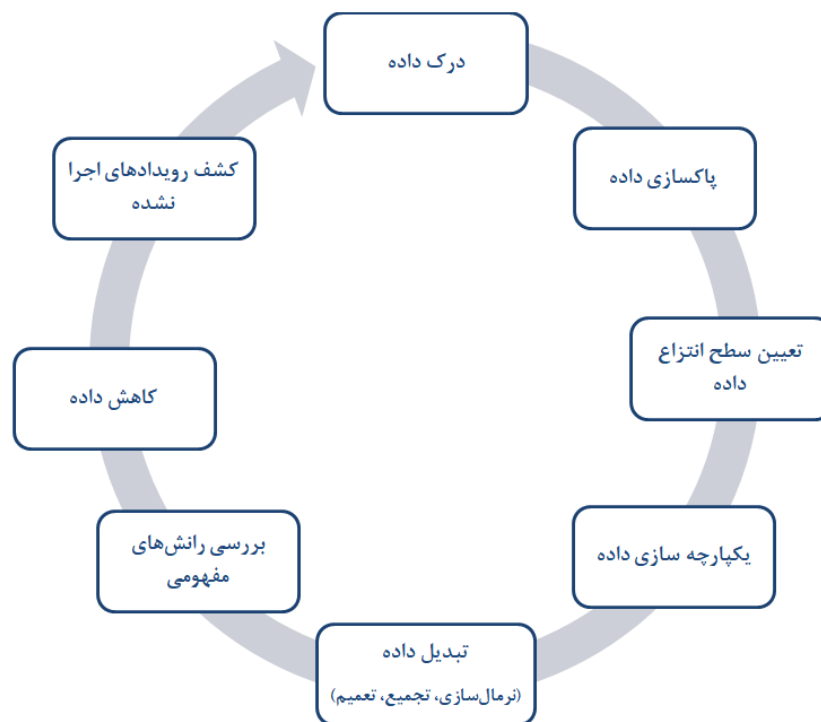 درک داده
پاکسازی داده
تعیین سطح انتزاع
داده
یکپارچه سازی داده
تبدیل داده
(نرمال‌سازی، تجمیع، تعمیم)
بررسی رانش‌های
مفهومی
کاهش داده
کشف رویدادهای اجرا
نشده